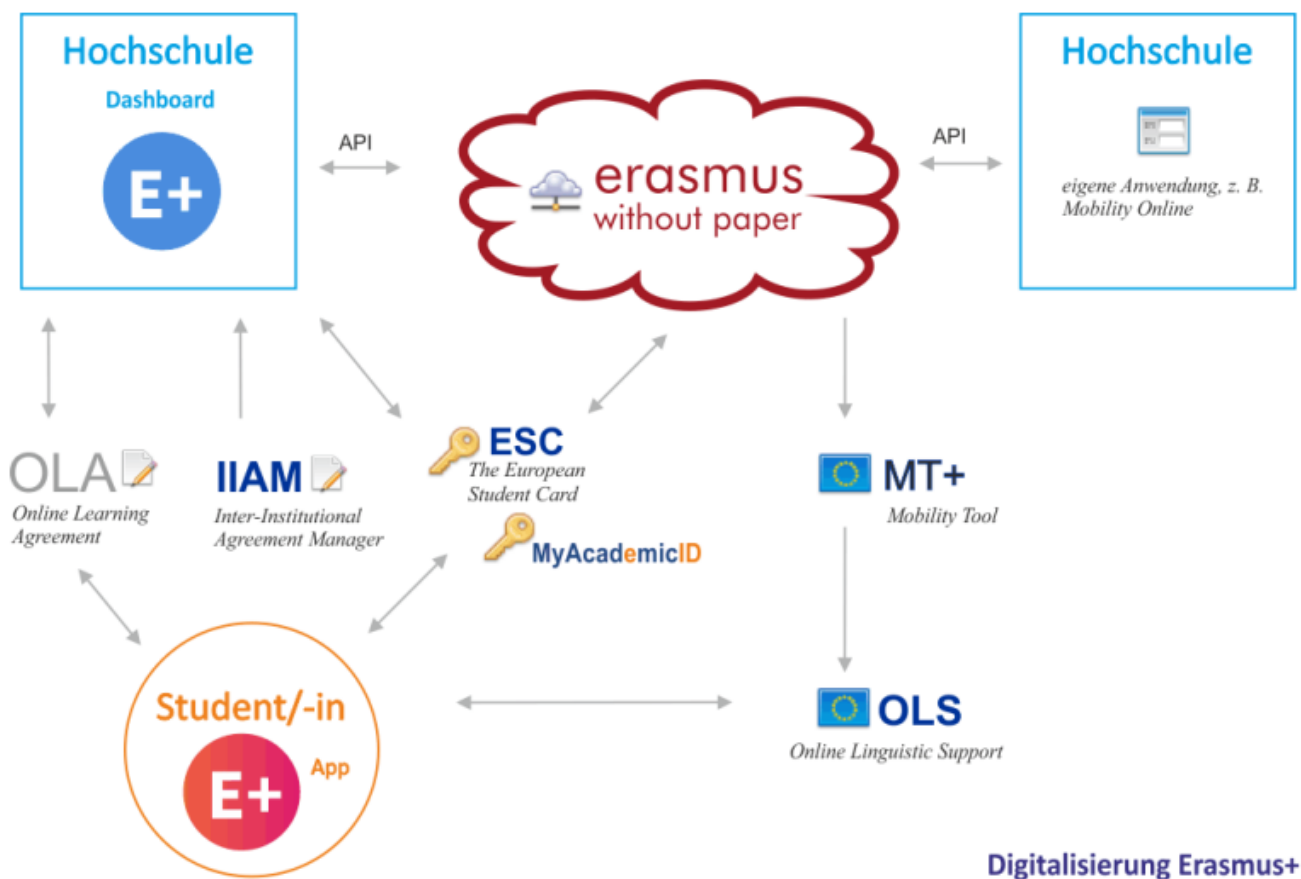 Hochschule
Dashboard
E+
API
erasmus
without paper
API
Hochschule
eigene Anwendung, z. B.
Mobility Online
OLA
Online Learning
Agreement
IIAM
Inter-Institutional
Agreement Manager
ESC
The European
Student Card
MyAcademicID
MT+
Mobility Tool
Student/-in
App
E+
OLS
Online Linguistic Support
Digitalisierung Erasmus+